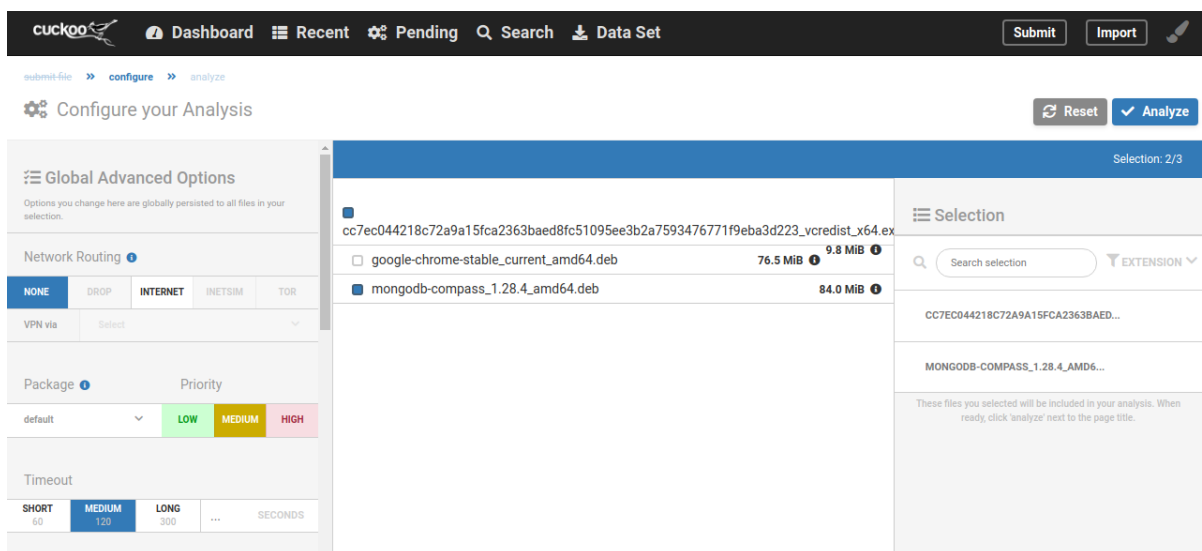 cuckoo Dashboard Recent Pending Search Data Set Submit Import
submit file » configure » analyze
Configure your Analysis
Reset Analyze
Global Advanced Options
Options you change here are globally persisted to all files in your
selection.
Network Routing
NONE DROP INTERNET INETSIM TOR
VPN via Select
Package Priority
default LOW MEDIUM HIGH
Timeout
SHORT MEDIUM LONG
60 120 300 ... SECONDS
Selection: 2/3
cc7ec044218c72a9a15fca2363baed8fc51095ee3b2a7593476771f9eba3d223_vcredist_x64.ex
9.8 MiB
google-chrome-stable_current_amd64.deb 76.5 MiB
mongodb-compass_1.28.4_amd64.deb 84.0 MiB
Selection
Search selection EXTENSION
CC7EC044218C72A9A15FCA2363BAED...
MONGODB-COMPASS_1.28.4_AMD6...
These files you selected will be included in your analysis. When
ready, click 'analyze' next to the page title.